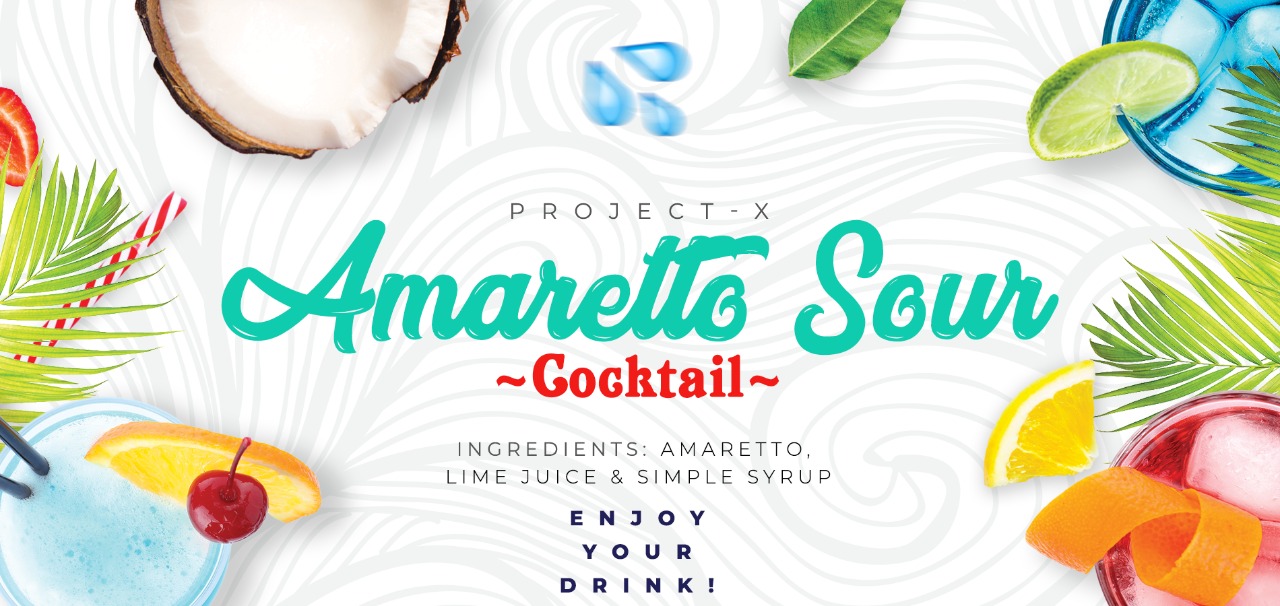 PROJECT-X
Amaretto Sour
~Cocktail~
INGREDIENTS: AMARETTO,
LIME JUICE & SIMPLE SYRUP
ENJOY
YOUR
DRINK!